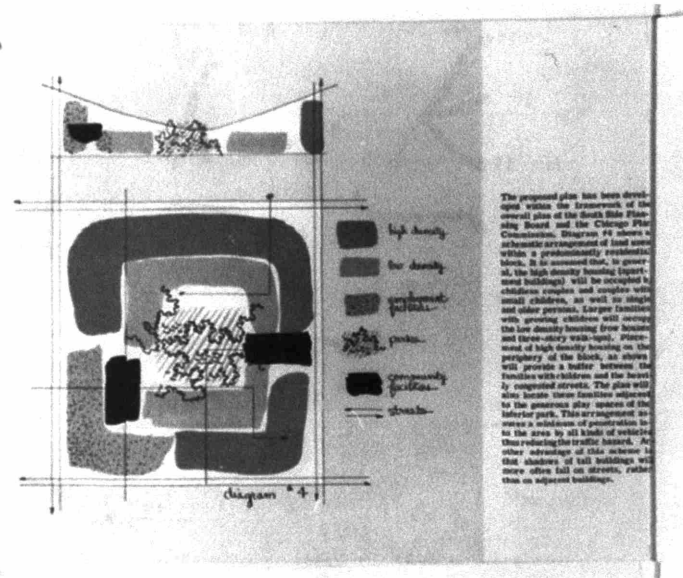 high density
low density
parks
community
facilities
streets
diagram #4
The proposed plan has been devel-
oped within the framework of the
overall plan of the South Side Plan-
ning Board and the Chicago Plan
Commission. Diagram #4 shows a
schematic arrangement of land uses
within a predominantly residential
block. It is assumed that, in gener-
al, the high density housing (apart-
ment buildings) will be occupied by
childless couples and couples with
small children, as well as single
and older persons. Larger families
with growing children will occupy
the low density housing (row houses
and three-story walk-ups). Place-
ment of high density housing on the
periphery of the block, as shown,
will provide a buffer between the
families with children and the heavi-
ly congested streets. The plan will
also locate these families adjacent
to the generous play spaces of the
interior park. This arrangement as-
sures a minimum of penetration in-
to the area by all kinds of vehicles
thus reducing the traffic hazard. An
other advantage of this scheme is
that shadows of tall buildings will
more often fall on streets, rather
than on adjacent buildings.